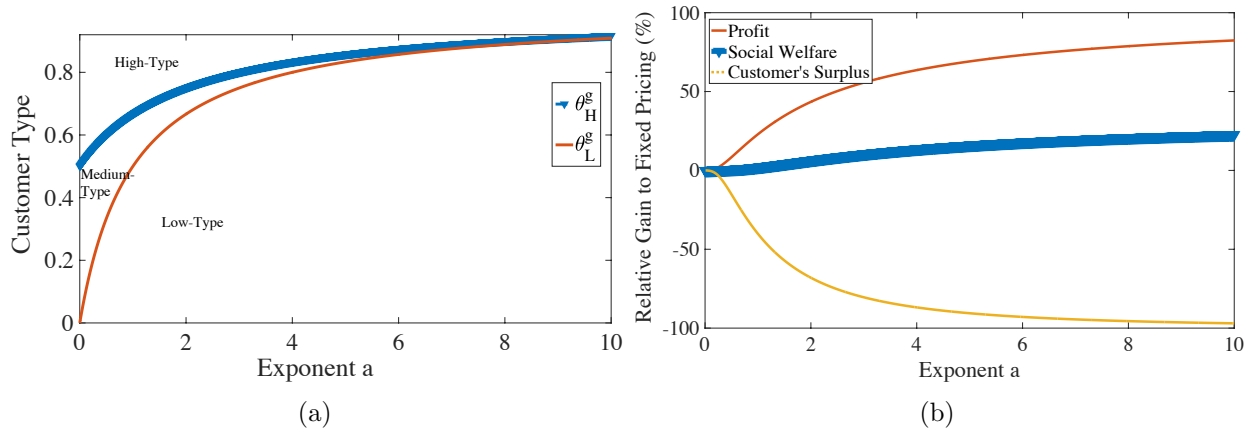 Customer Type
0.8
0.6
0.4
0.2
0
High-Type
Medium-
Type
Low-Type
θ_H^g
θ_L^g
0 2 4 6 8 10
Exponent a
(a)
Relative Gain to Fixed Pricing (%)
100
50
0
-50
-100
Profit
Social Welfare
Customer's Surplus
0 2 4 6 8 10
Exponent a
(b)